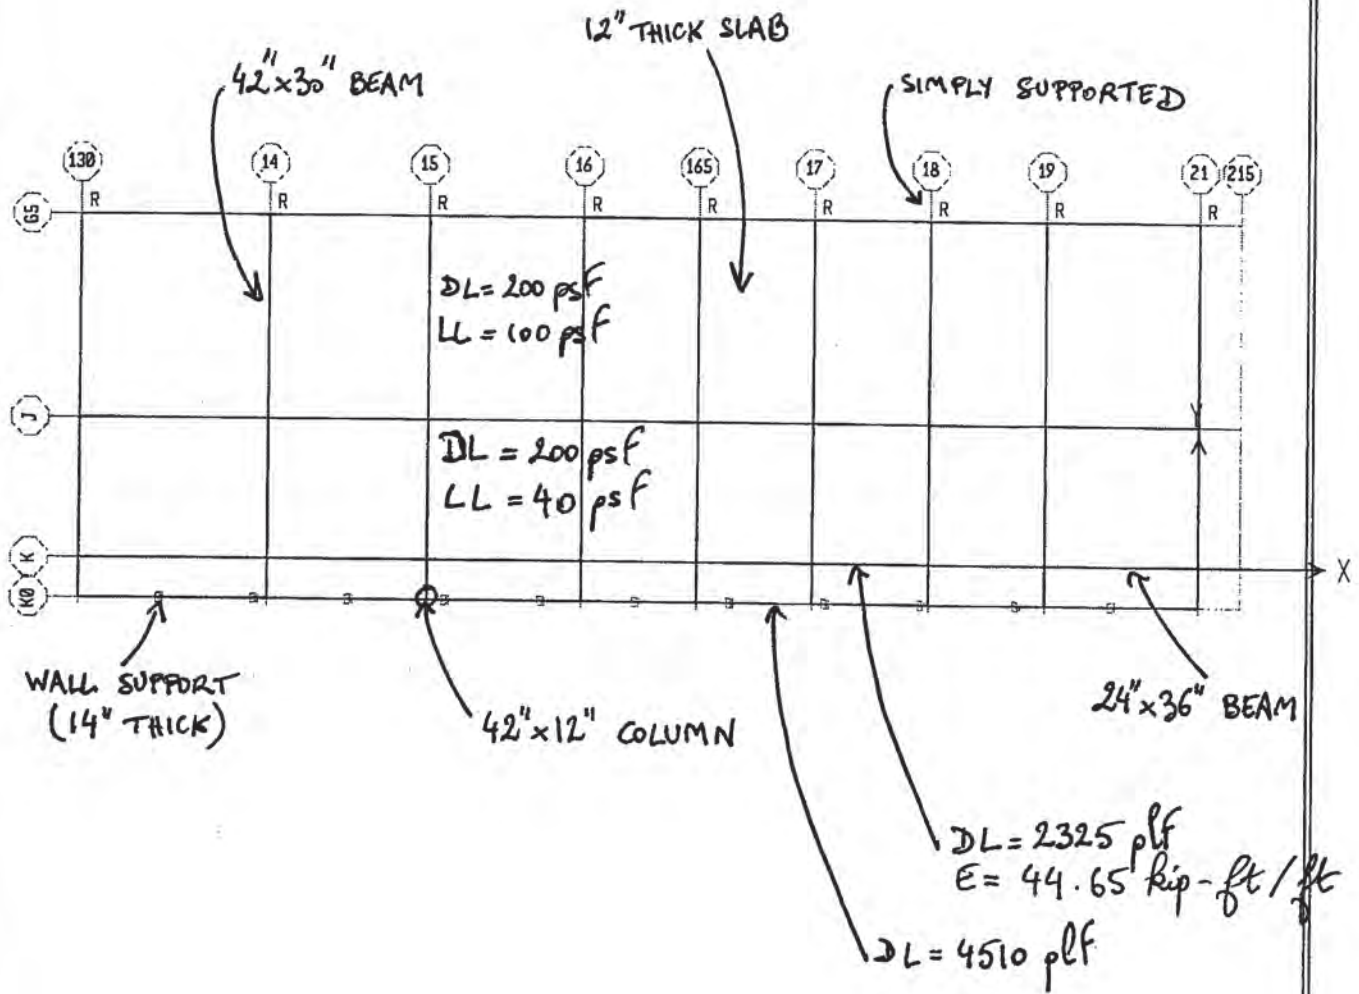 12" THICK SLAB
42"x30" BEAM
SIMPLY SUPPORTED
130 14 15 16 165 17 18 19 21 215
R R R R R R R R R
G5
DL = 200 psf
LL = 100 psf
J
DL = 200 psf
LL = 40 psf
Y
K
X
K0
WALL SUPPORT
(14" THICK)
42"x12" COLUMN
24"x36" BEAM
DL = 2325 plf
E = 44.65 kip-ft/ft
DL = 4510 plf